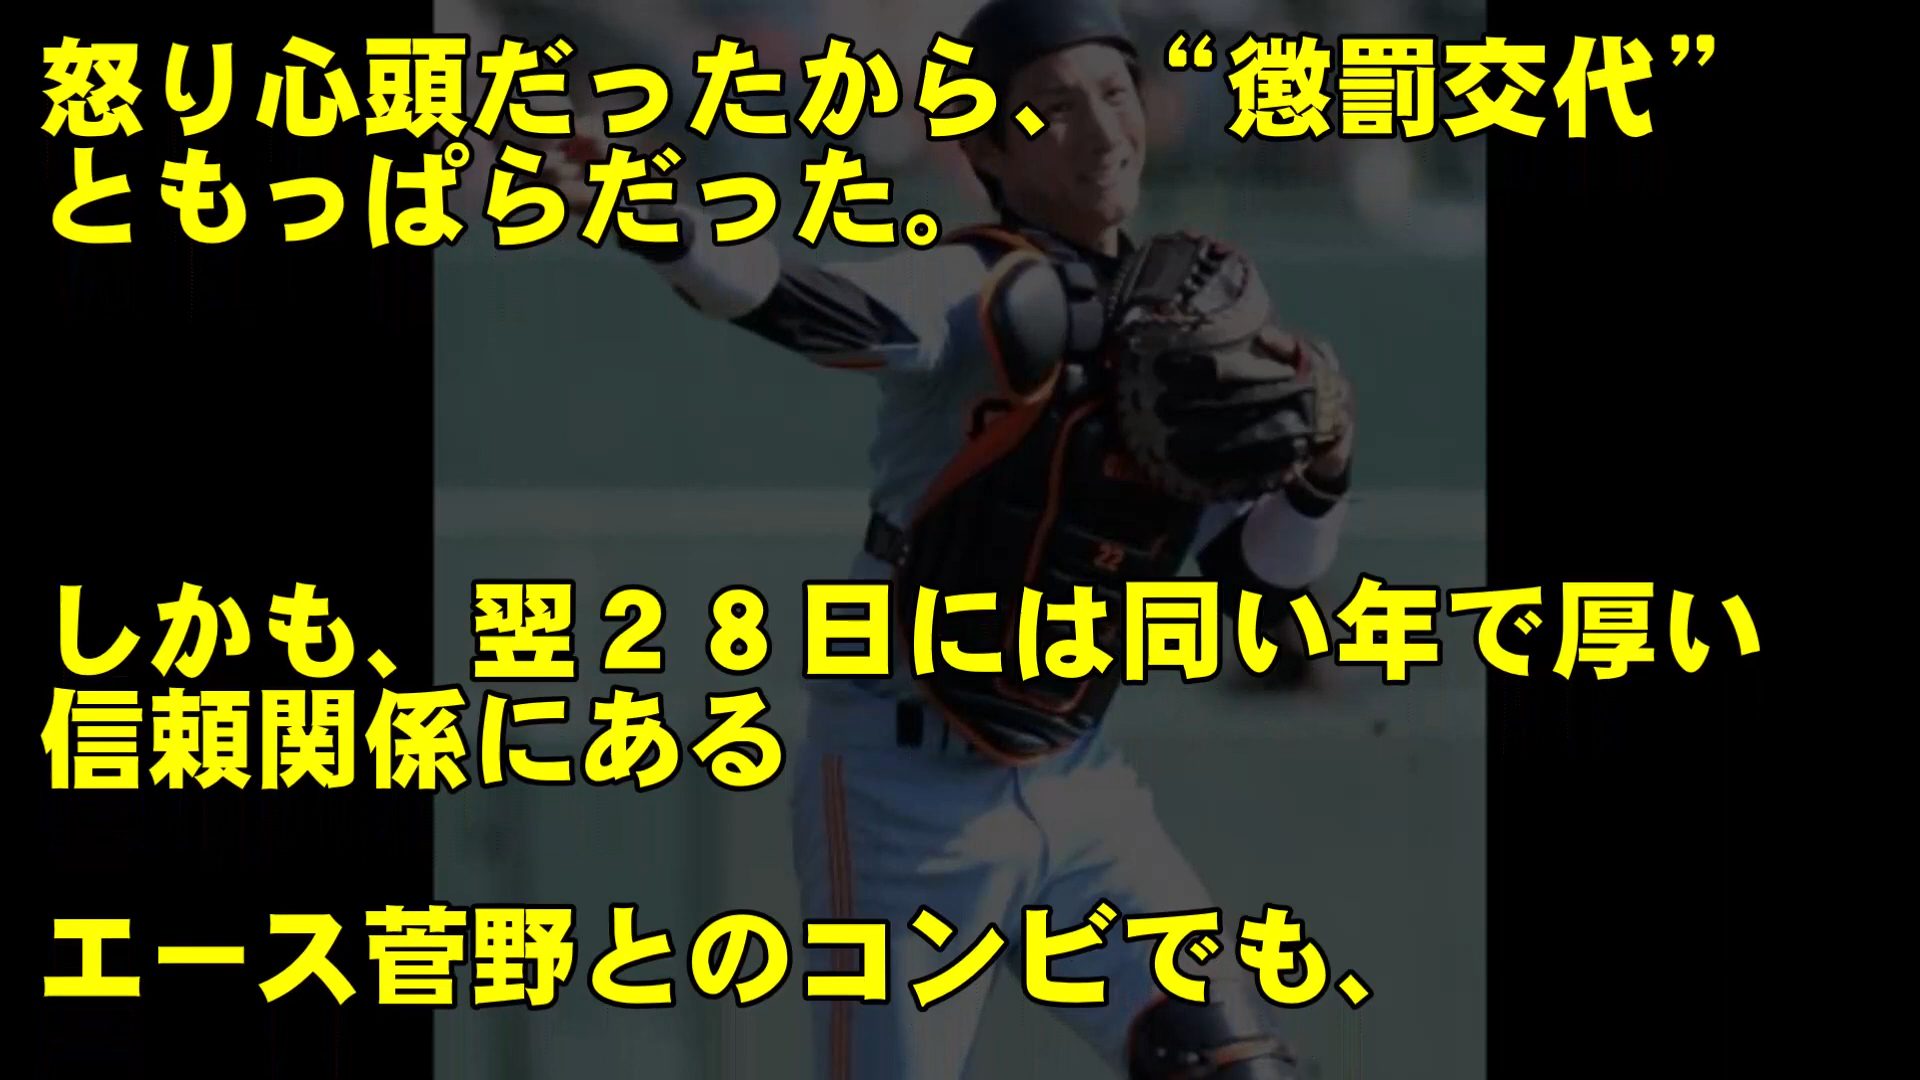 怒り心頭だったから、“懲罰交代”
ともっぱらだった。
しかも、翌２８日には同い年で厚い
信頼関係にある
エース菅野とのコンビでも、
22